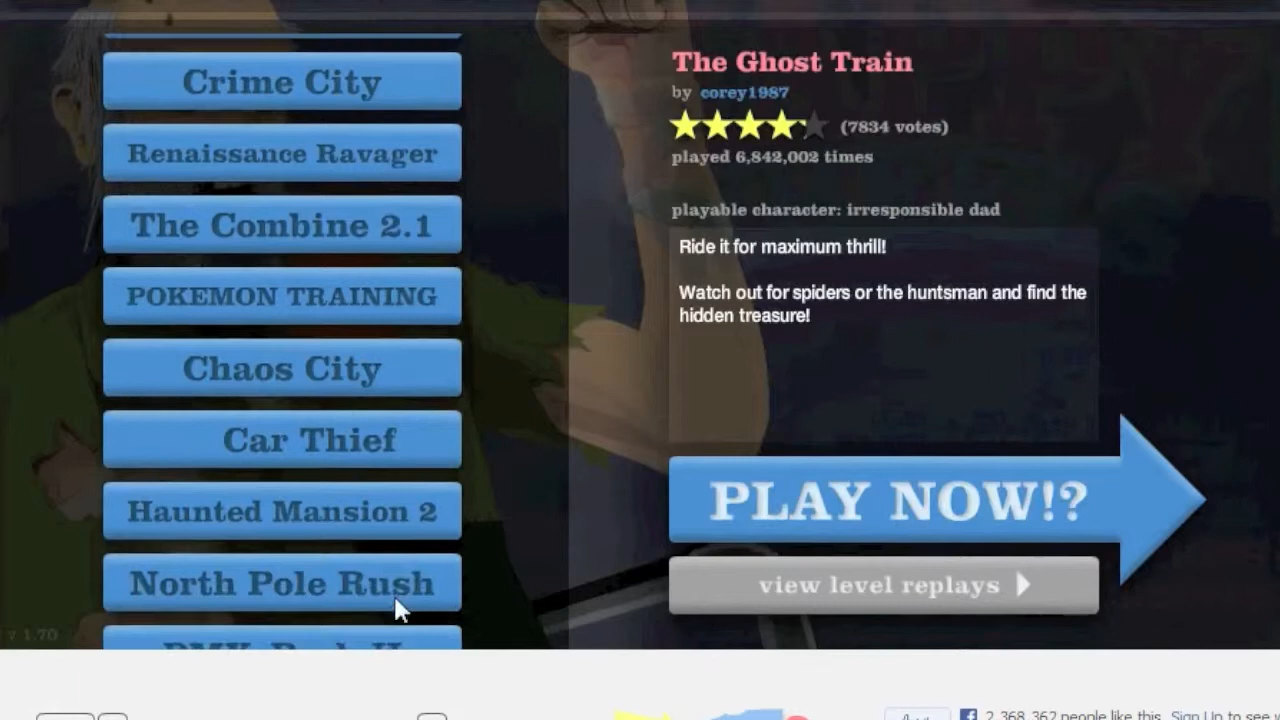 Crime City
Renaissance Ravager
The Combine 2.1
POKEMON TRAINING
Chaos City
Car Thief
Haunted Mansion 2
North Pole Rush
v 1.70
The Ghost Train
by corey1987
(7834 votes)
played 6,842,002 times
playable character: irresponsible dad
Ride it for maximum thrill!
Watch out for spiders or the huntsman and find the
hidden treasure!
PLAY NOW!?
view level replays
2,368,362 people like this. Sign Up to see